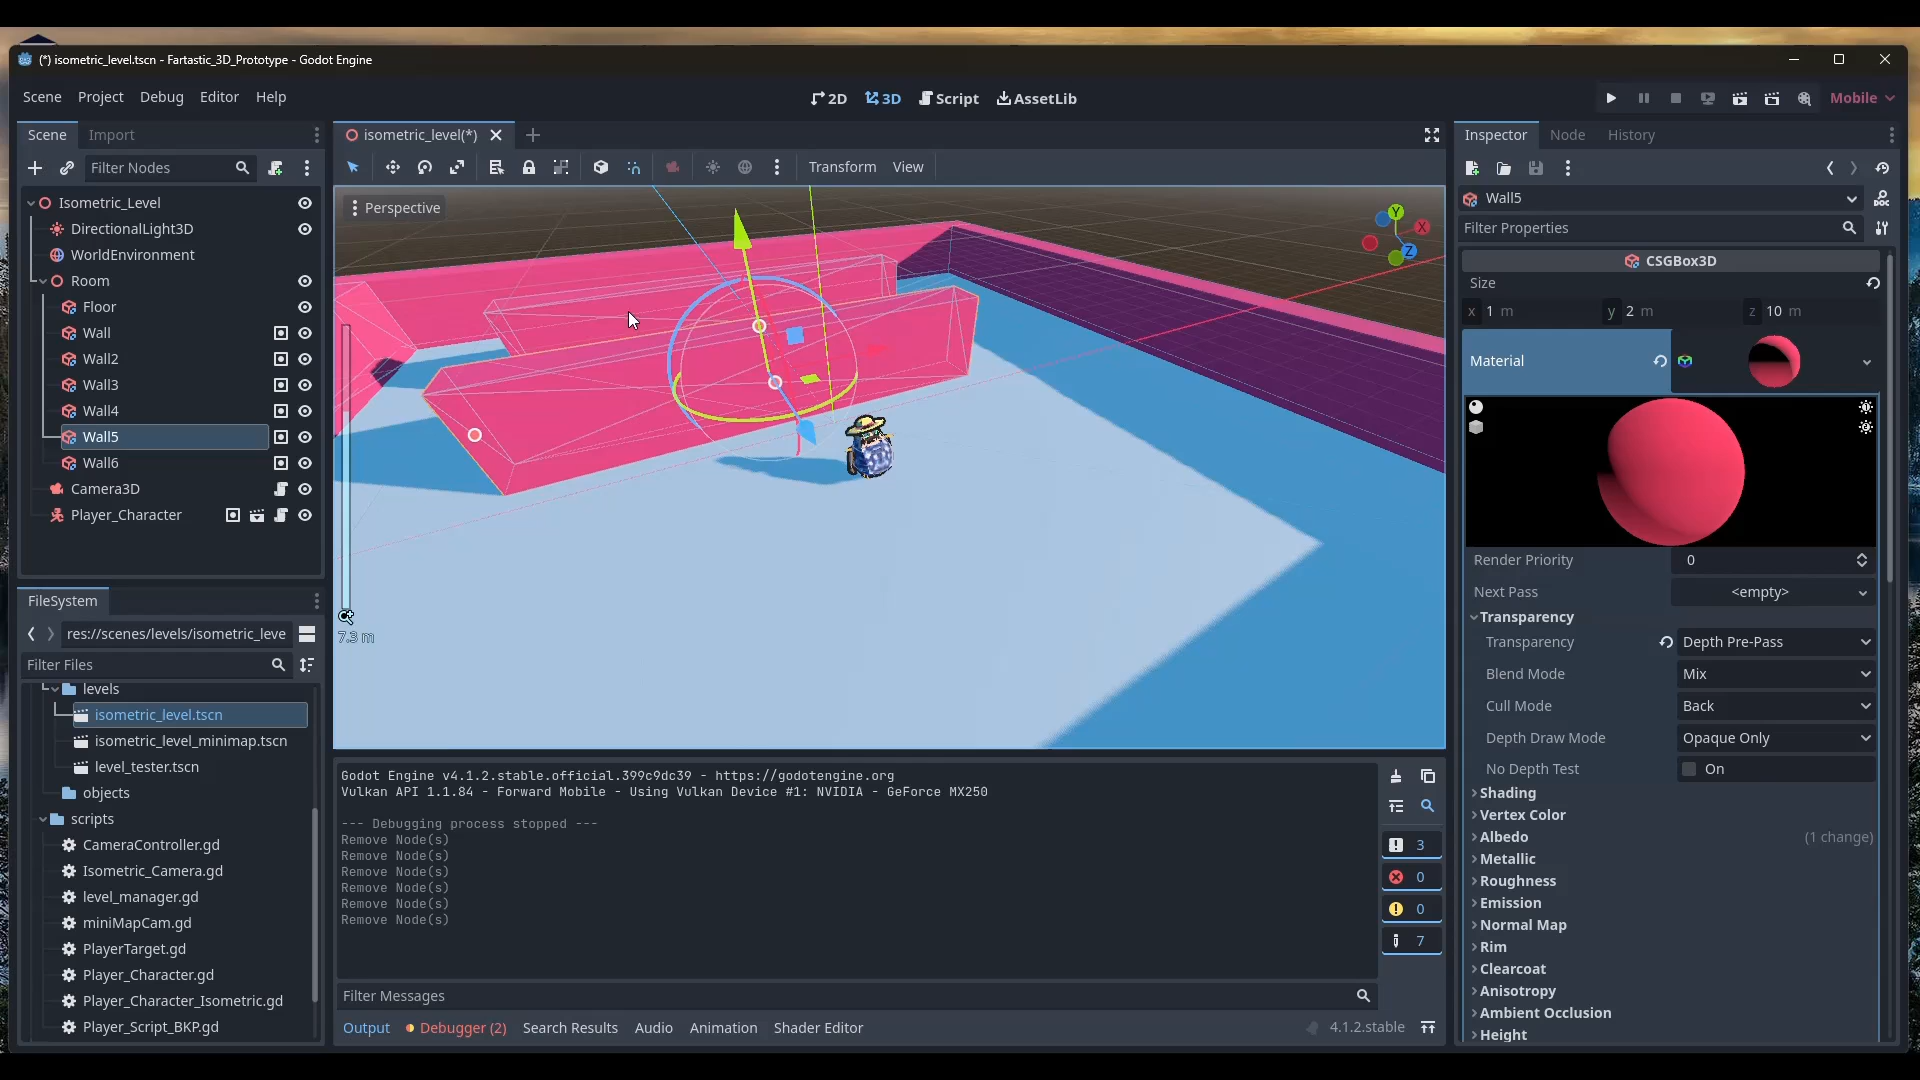 (*) isometric_level.tscn - Fartastic_3D_Prototype - Godot Engine
Scene Project Debug Editor Help
2D 3D Script AssetLib
Mobile
Scene Import
Filter Nodes
Isometric_Level
DirectionalLight3D
WorldEnvironment
Room
Floor
Wall
Wall2
Wall3
Wall4
Wall5
Wall6
Camera3D
Player_Character
FileSystem
res://scenes/levels/isometric_leve
Filter Files
levels
isometric_level.tscn
isometric_level_minimap.tscn
level_tester.tscn
objects
scripts
CameraController.gd
Isometric_Camera.gd
level_manager.gd
miniMapCam.gd
PlayerTarget.gd
Player_Character.gd
Player_Character_Isometric.gd
Player_Script_BKP.gd
isometric_level(*)
Transform View
Perspective
Y
X
Z
7.3 m
Godot Engine v4.1.2.stable.official.399c9dc39 - https://godotengine.org
Vulkan API 1.1.84 - Forward Mobile - Using Vulkan Device #1: NVIDIA - GeForce MX250
--- Debugging process stopped ---
Remove Node(s)
Remove Node(s)
Remove Node(s)
Remove Node(s)
Remove Node(s)
Remove Node(s)
3
0
0
7
Filter Messages
Output Debugger (2) Search Results Audio Animation Shader Editor
4.1.2.stable
Inspector Node History
Wall5
Filter Properties
CSGBox3D
Size
x 1 m y 2 m z 10 m
Material
Render Priority 0
Next Pass <empty>
Transparency
Transparency Depth Pre-Pass
Blend Mode Mix
Cull Mode Back
Depth Draw Mode Opaque Only
No Depth Test On
Shading
Vertex Color
Albedo (1 change)
Metallic
Roughness
Emission
Normal Map
Rim
Clearcoat
Anisotropy
Ambient Occlusion
Height